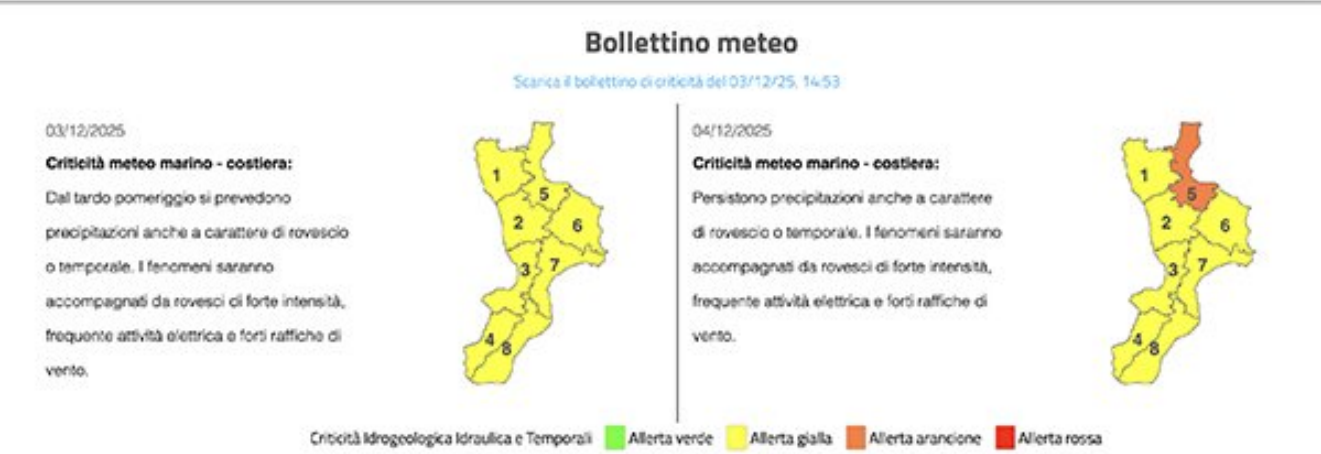 Bollettino meteo
Scarica il bollettino di criticità del 03/12/25, 14:53
03/12/2025
Criticità meteo marino - costiera:
Dal tardo pomeriggio si prevedono
precipitazioni anche a carattere di rovescio
o temporale. I fenomeni saranno
accompagnati da rovesci di forte intensità,
frequente attività elettrica e forti raffiche di
vento.
1
5
2
6
3
7
4
8
04/12/2025
Criticità meteo marino - costiera:
Persistono precipitazioni anche a carattere
di rovescio o temporale. I fenomeni saranno
accompagnati da rovesci di forte intensità,
frequente attività elettrica e forti raffiche di
vento.
1
5
2
6
3
7
4
8
Criticità Idrogeologica Idraulica e Temporali Allerta verde Allerta gialla Allerta arancione Allerta rossa